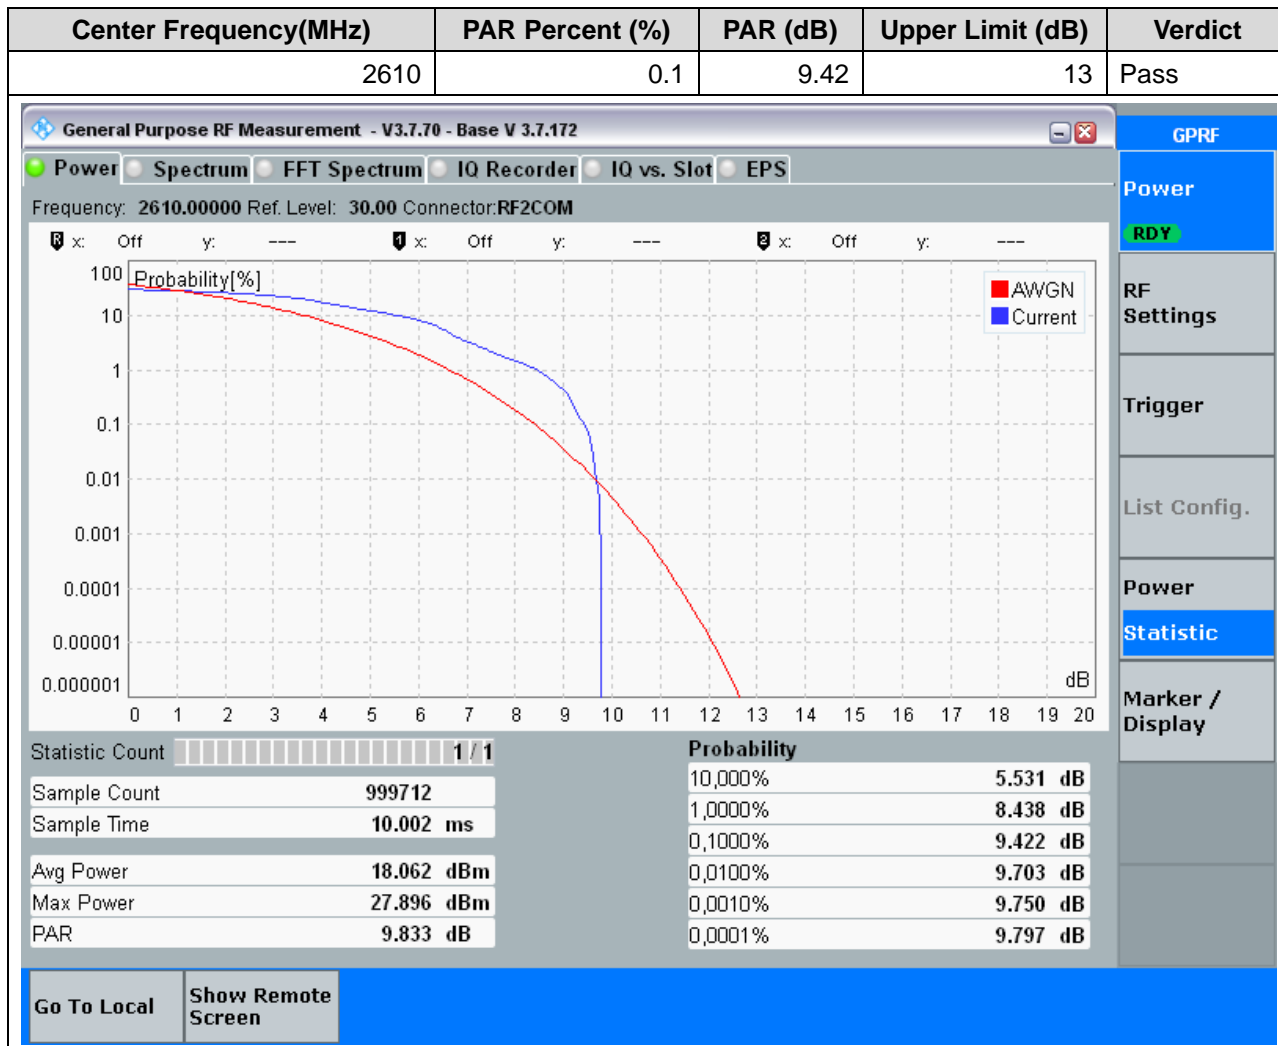 Center Frequency(MHz) PAR Percent (%) PAR (dB) Upper Limit (dB) Verdict
2610 0.1 9.42 13 Pass
General Purpose RF Measurement - V3.7.70 - Base V 3.7.172
GPRF
Power Spectrum FFT Spectrum IQ Recorder IQ vs. Slot EPS
Frequency: 2610.00000 Ref. Level: 30.00 Connector:RF2COM
R x: Off y: --- 1 x: Off y: --- 2 x: Off y: ---
Probability[%]
100
10
1
0.1
0.01
0.001
0.0001
0.00001
0.000001
AWGN
Current
dB
0 1 2 3 4 5 6 7 8 9 10 11 12 13 14 15 16 17 18 19 20
Statistic Count 1 / 1
Sample Count 999712
Sample Time 10.002 ms
Avg Power 18.062 dBm
Max Power 27.896 dBm
PAR 9.833 dB
Probability
10,000% 5.531 dB
1,0000% 8.438 dB
0,1000% 9.422 dB
0,0100% 9.703 dB
0,0010% 9.750 dB
0,0001% 9.797 dB
Power
RDY
RF
Settings
Trigger
List Config.
Power
Statistic
Marker /
Display
Go To Local
Show Remote
Screen